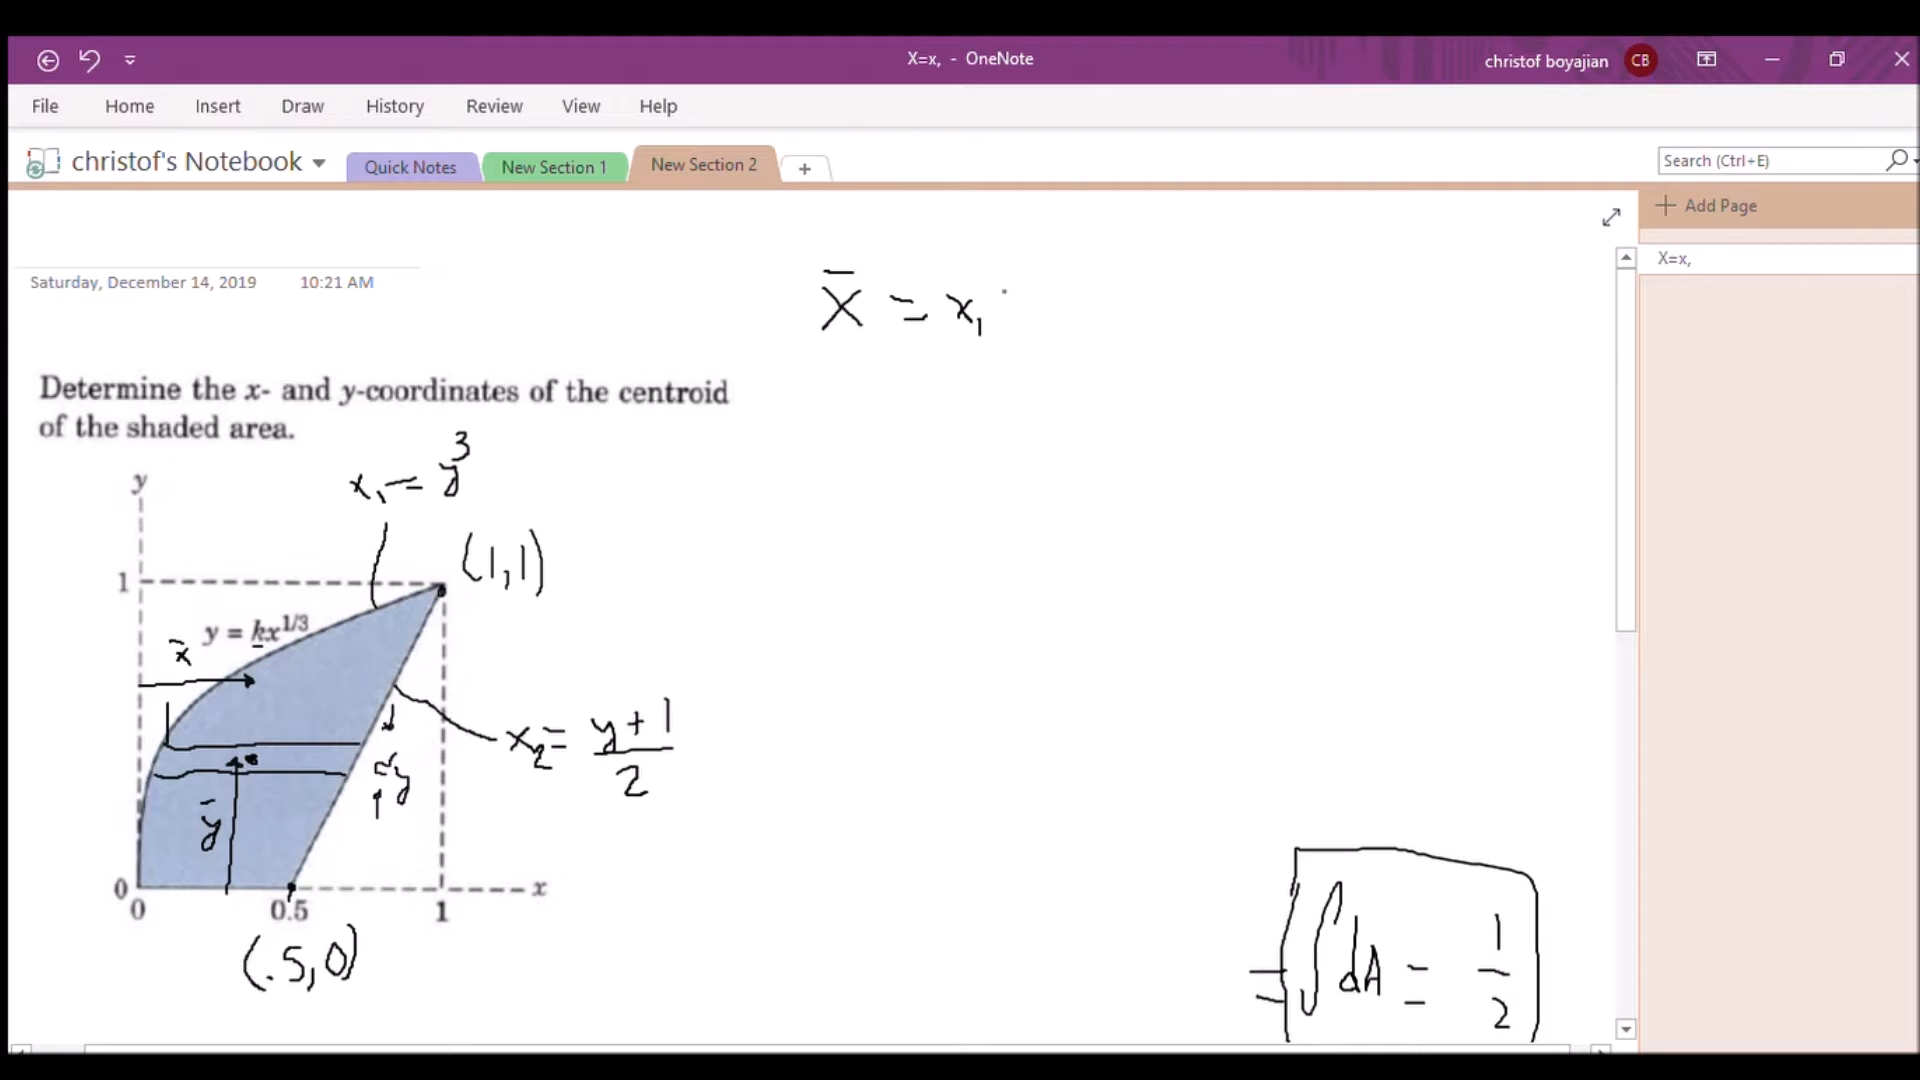 X=x, - OneNote
christof boyajian CB
File Home Insert Draw History Review View Help
christof's Notebook Quick Notes New Section 1 New Section 2 +
Search (Ctrl+E)
Add Page
X=x,
Saturday, December 14, 2019 10:21 AM
X̄ = x₁
Determine the x- and y-coordinates of the centroid
of the shaded area.
x₁ = y³
y
(1,1)
1
y = kx^1/3
x̄
x₂ = (y+1)/2
dy
ȳ
0 x
0 0.5 1
(.5,0)
= ∫dA = 1/2